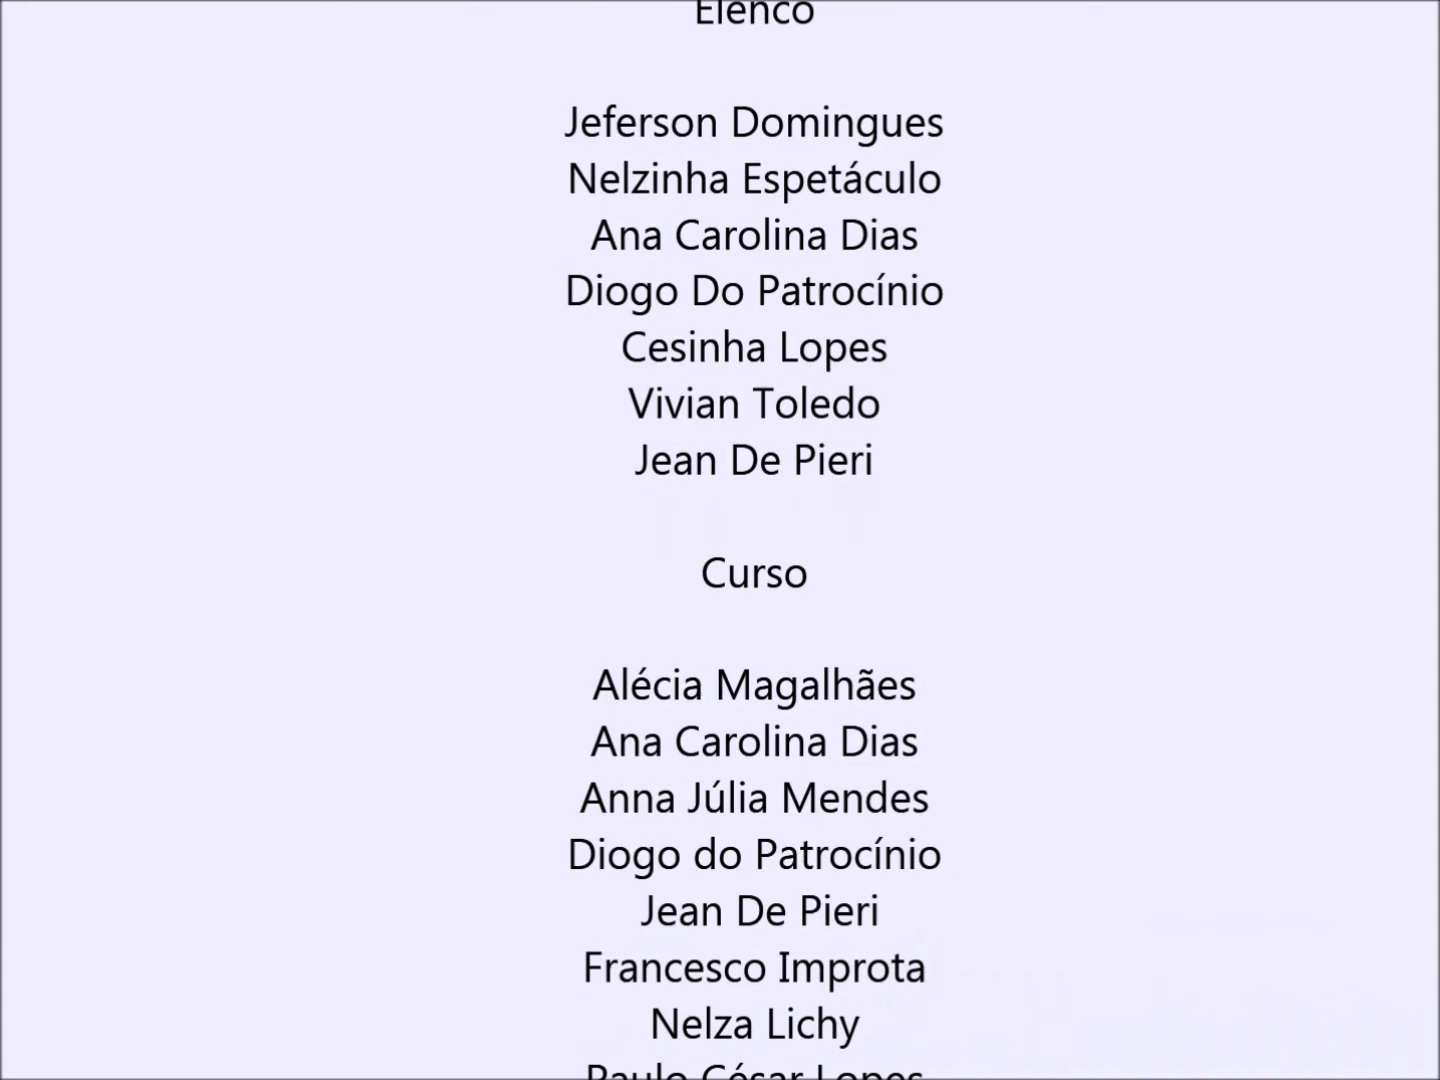 Elenco
Jeferson Domingues
Nelzinha Espetáculo
Ana Carolina Dias
Diogo Do Patrocínio
Cesinha Lopes
Vivian Toledo
Jean De Pieri
Curso
Alécia Magalhães
Ana Carolina Dias
Anna Júlia Mendes
Diogo do Patrocínio
Jean De Pieri
Francesco Improta
Nelza Lichy
Paulo César Lopes